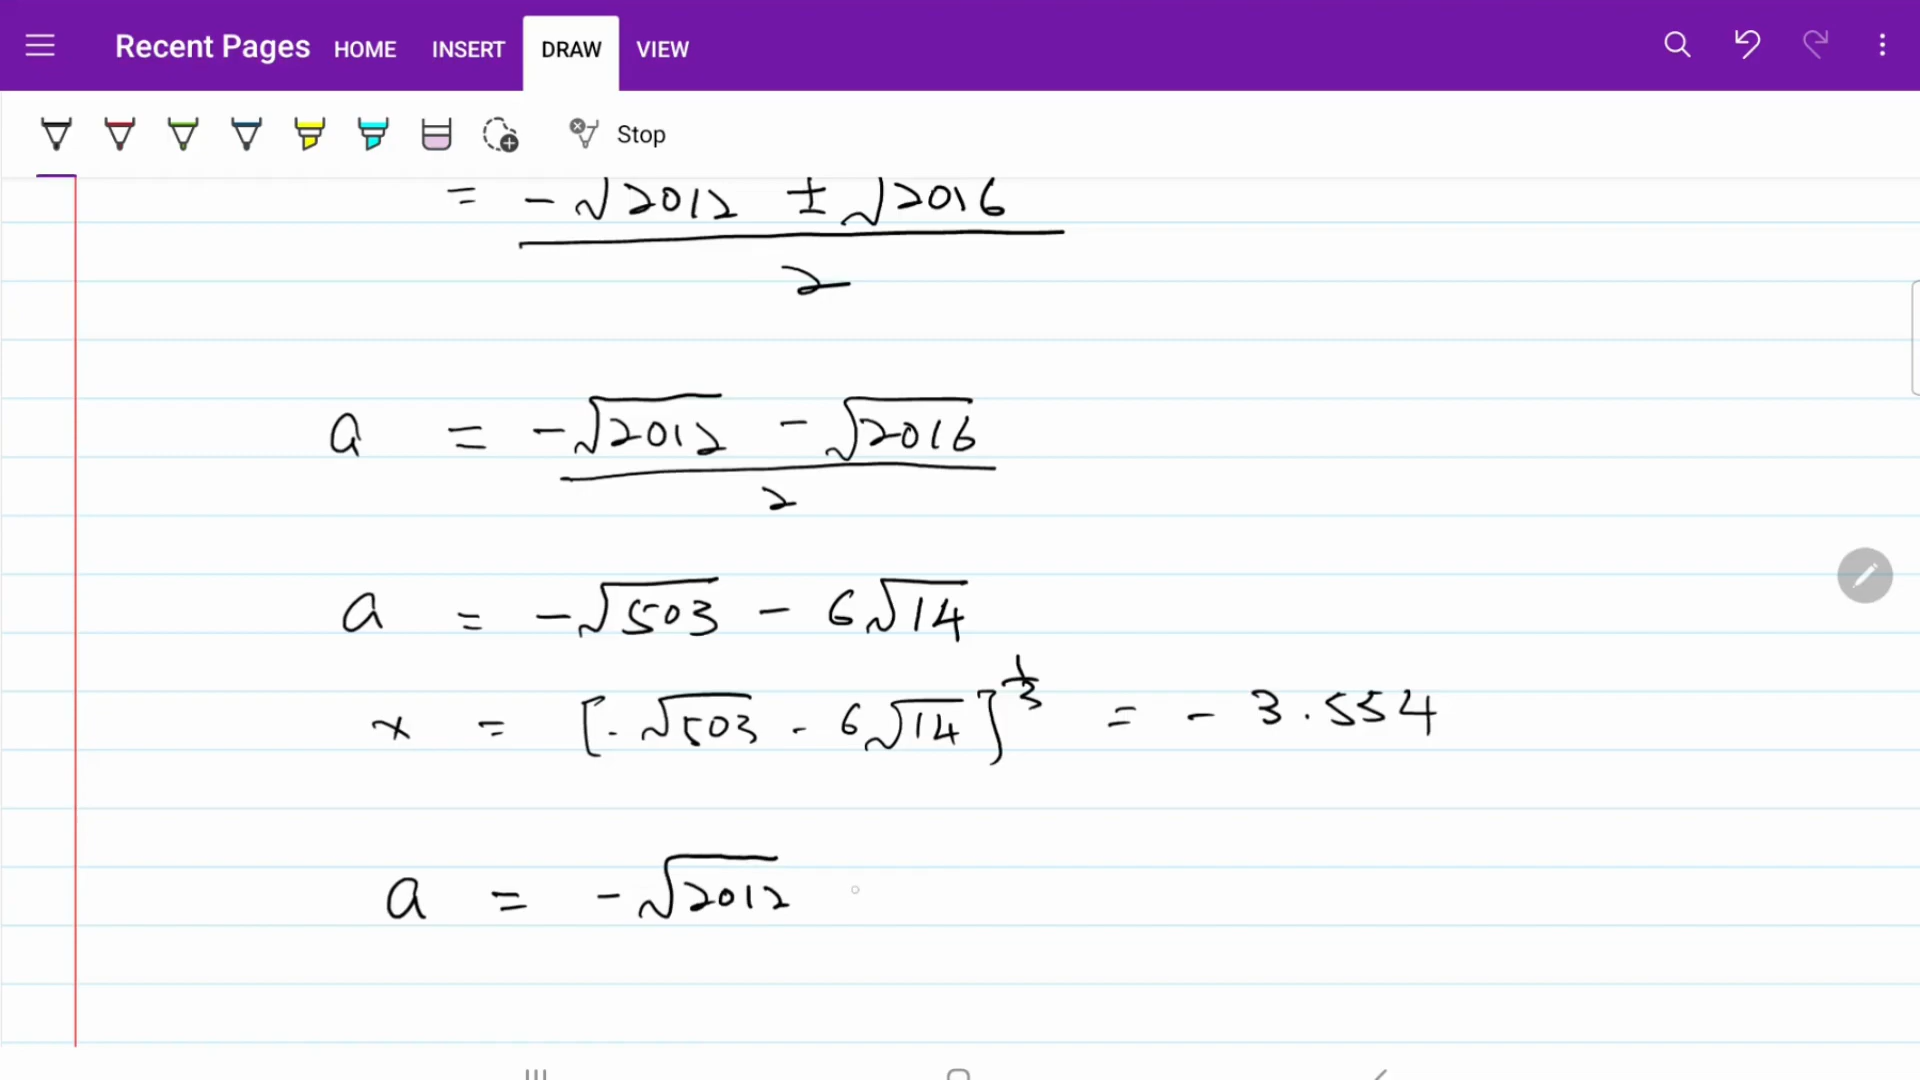 Recent Pages HOME INSERT DRAW VIEW
Stop
= -√2012 ± √2016
2
a = -√2012 - √2016
2
a = -√503 - 6√14
x = [-√503 - 6√14]^1/3 = -3.554
a = -√2012